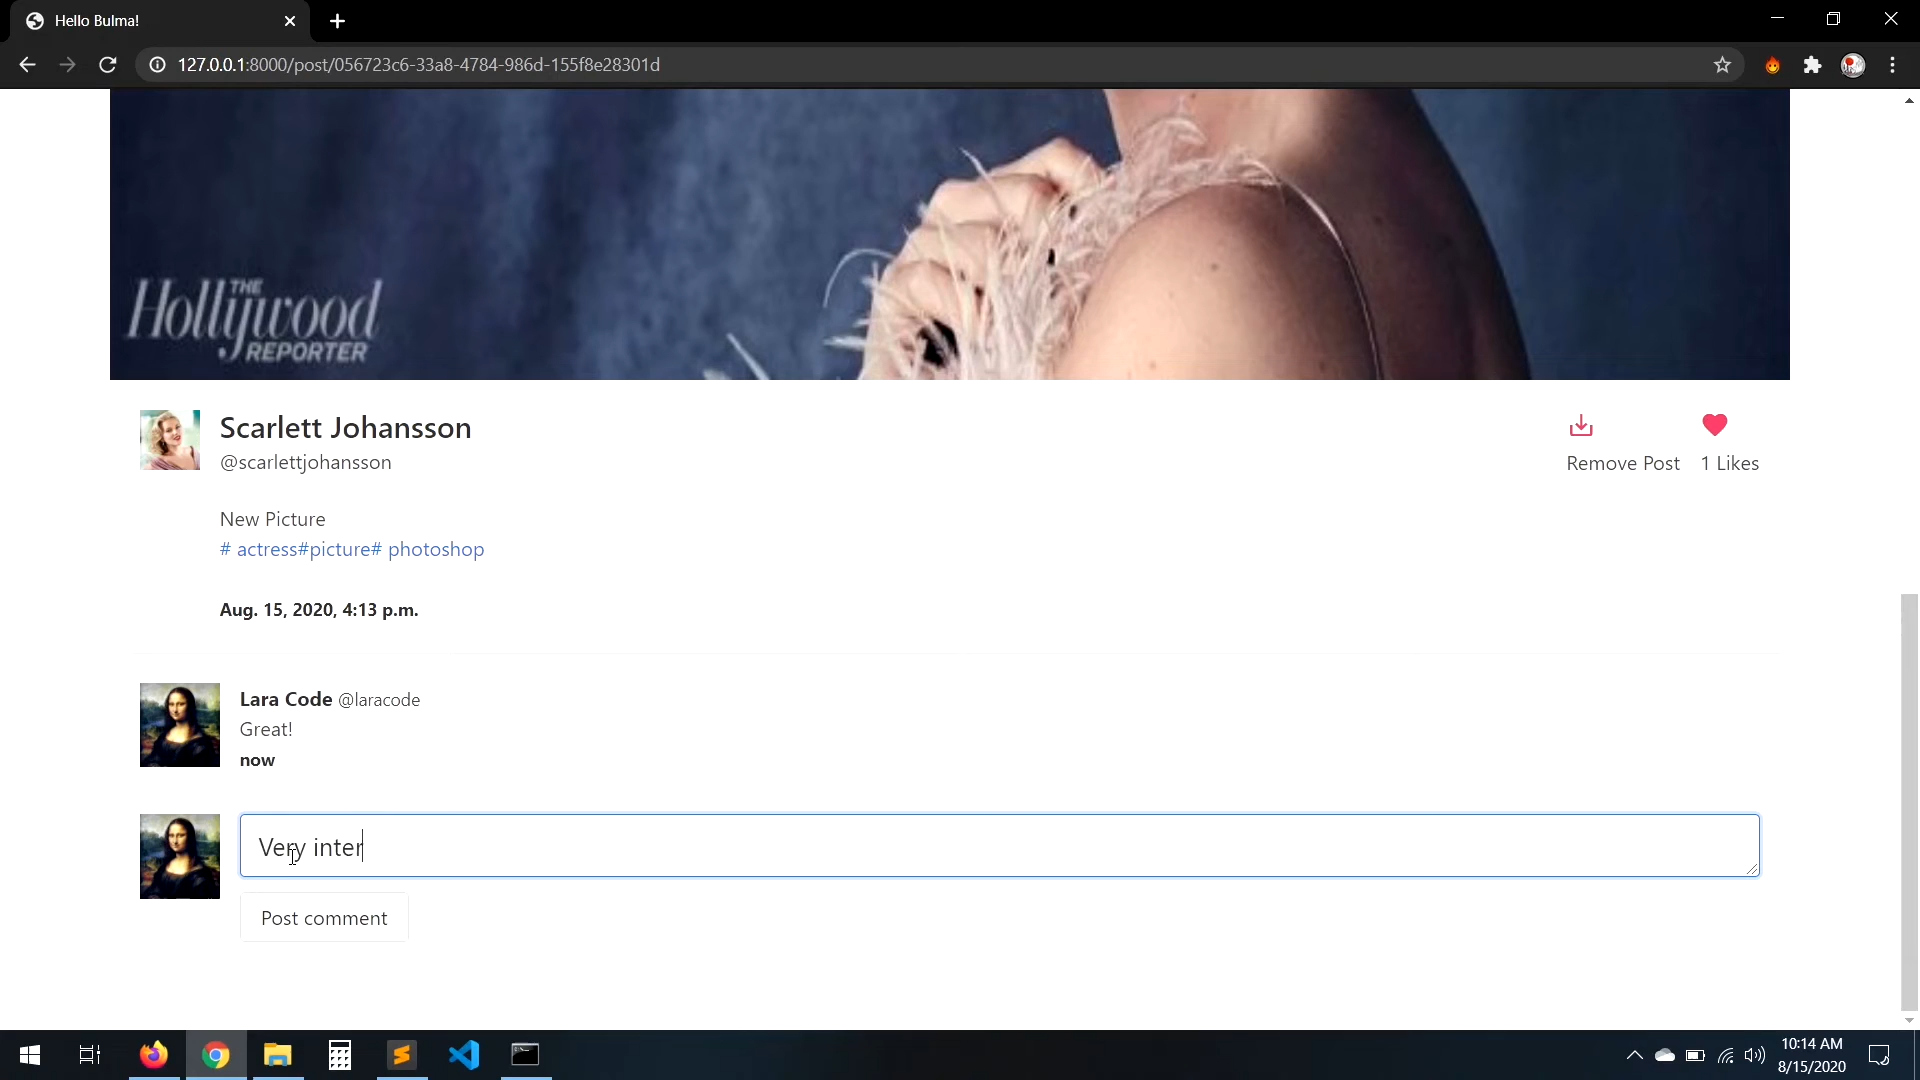 Hello Bulma!
127.0.0.1:8000/post/056723c6-33a8-4784-986d-155f8e28301d
THE
Hollywood
REPORTER
Scarlett Johansson
@scarlettjohansson
Remove Post
1 Likes
New Picture
# actress#picture# photoshop
Aug. 15, 2020, 4:13 p.m.
Lara Code @laracode
Great!
now
Very inter
Post comment
10:14 AM
8/15/2020